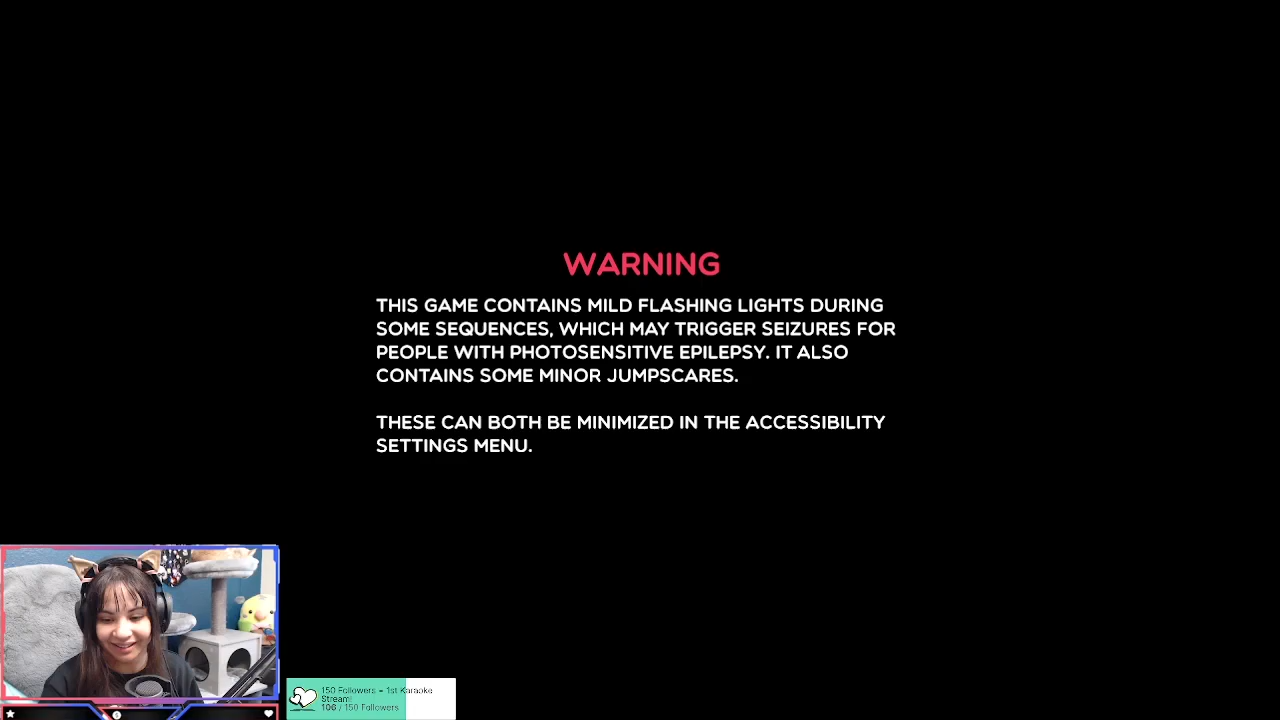 WARNING
THIS GAME CONTAINS MILD FLASHING LIGHTS DURING
SOME SEQUENCES, WHICH MAY TRIGGER SEIZURES FOR
PEOPLE WITH PHOTOSENSITIVE EPILEPSY. IT ALSO
CONTAINS SOME MINOR JUMPSCARES.
THESE CAN BOTH BE MINIMIZED IN THE ACCESSIBILITY
SETTINGS MENU.
150 Followers = 1st Karaoke
Stream!
106 / 150 Followers